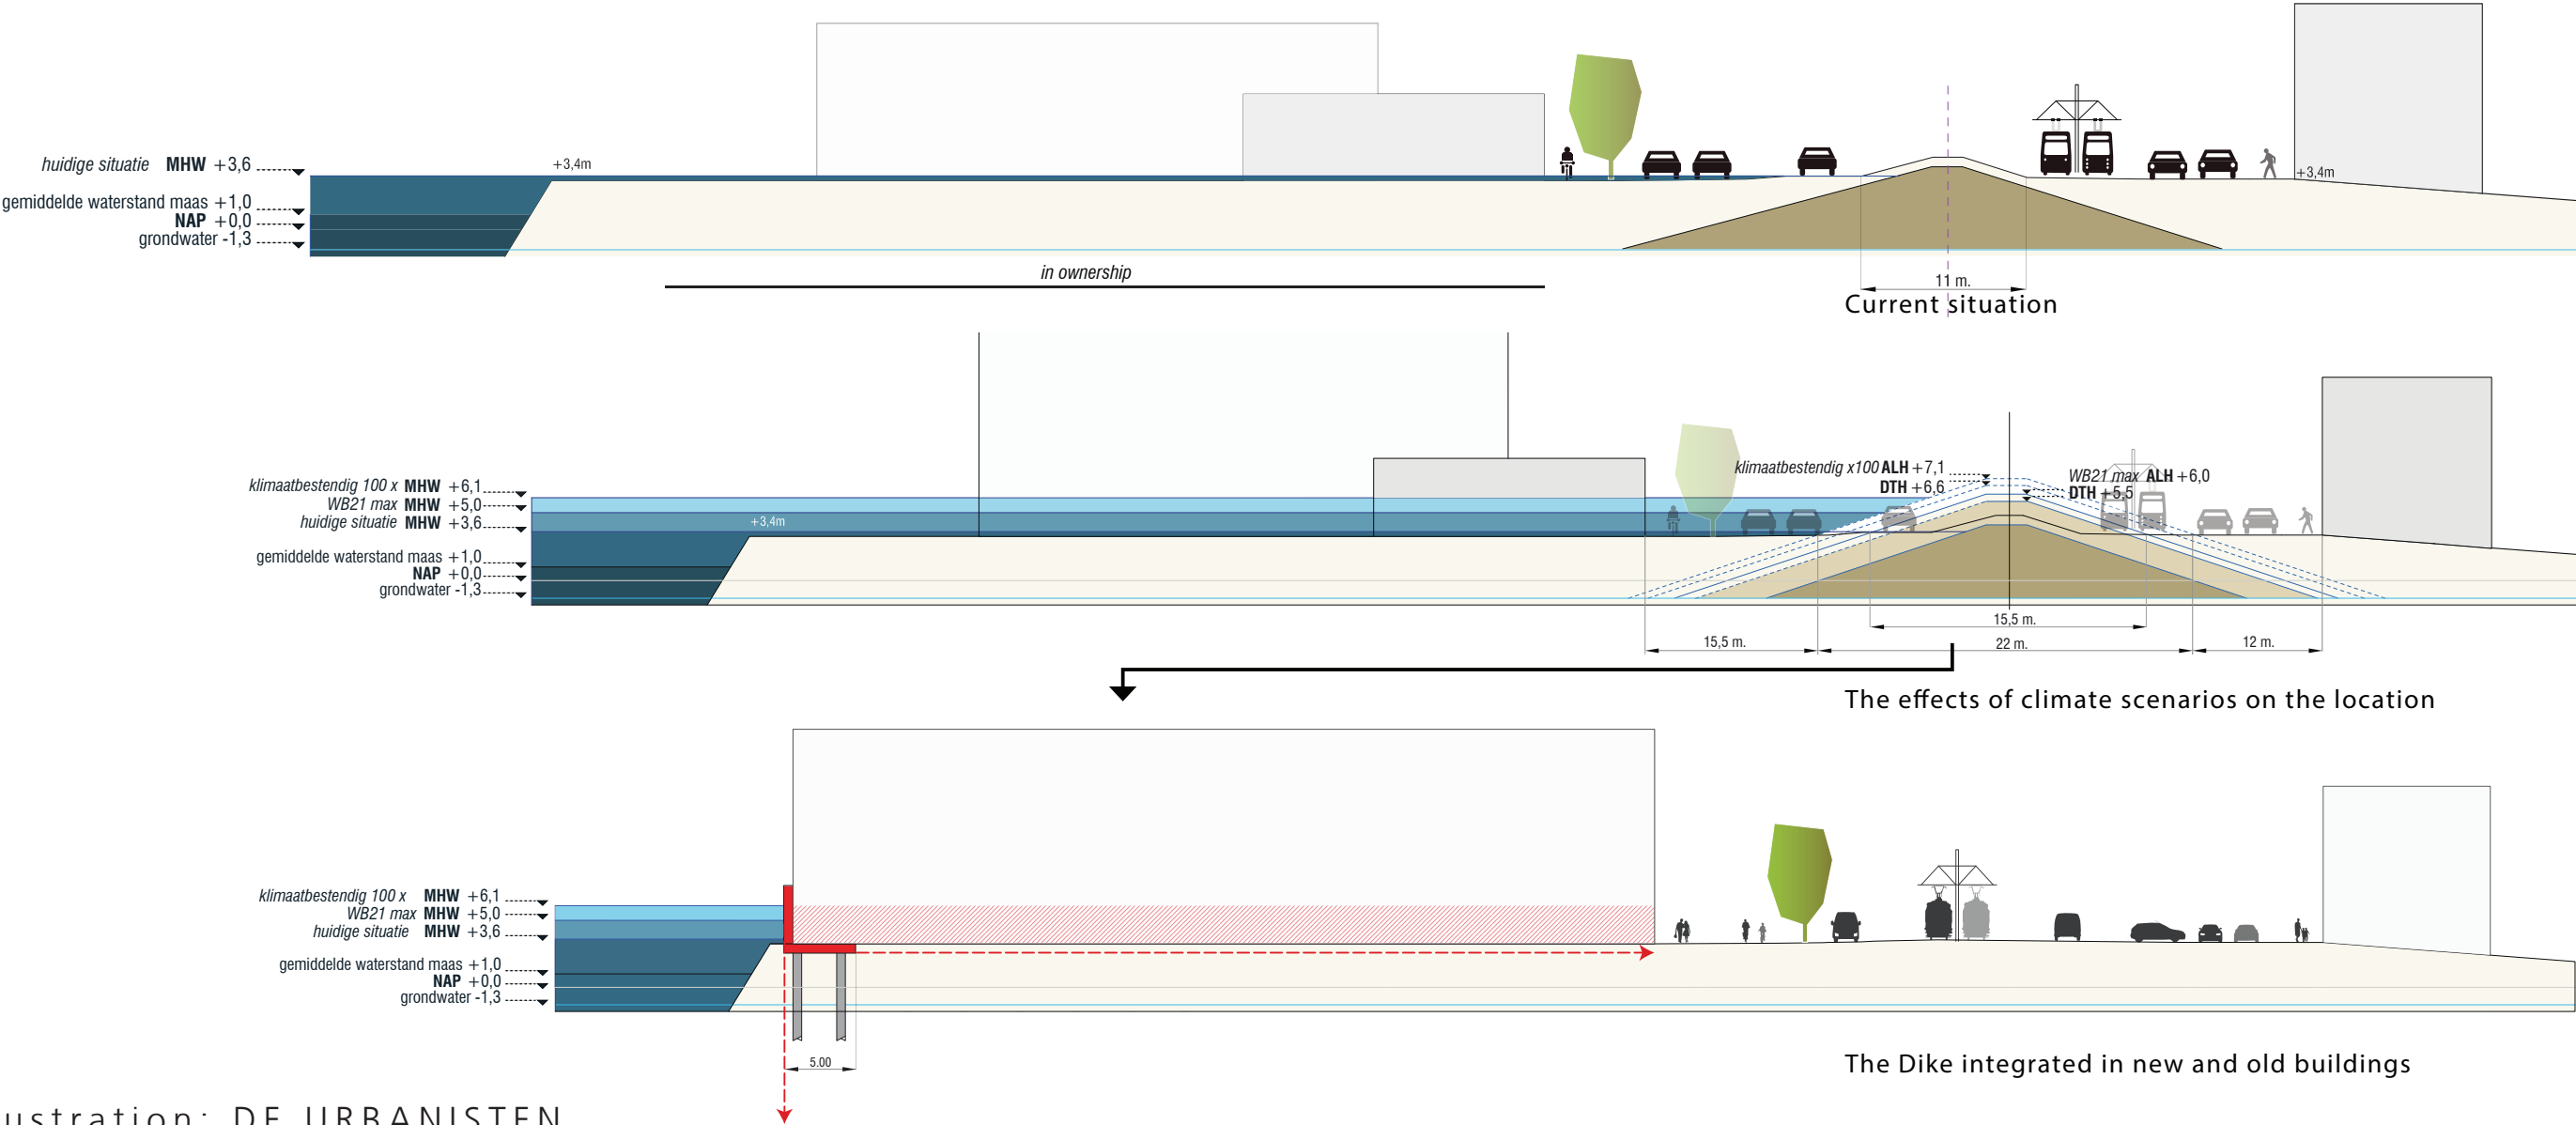 huidige situatie MHW +3,6
+3,4m
gemiddelde waterstand maas +1,0
NAP +0,0
grondwater -1,3
+3,4m
in ownership
11 m.
Current situation
klimaatbestendig x100 ALH +7,1
DTH +6,6
WB21 max ALH +6,0
DTH +5,5
klimaatbestendig 100 x MHW +6,1
WB21 max MHW +5,0
huidige situatie MHW +3,6
+3,4m
gemiddelde waterstand maas +1,0
NAP +0,0
grondwater -1,3
15,5 m.
15,5 m.
22 m.
12 m.
The effects of climate scenarios on the location
klimaatbestendig 100 x MHW +6,1
WB21 max MHW +5,0
huidige situatie MHW +3,6
gemiddelde waterstand maas +1,0
NAP +0,0
grondwater -1,3
5.00
The Dike integrated in new and old buildings
ustration: DE URBANISTEN